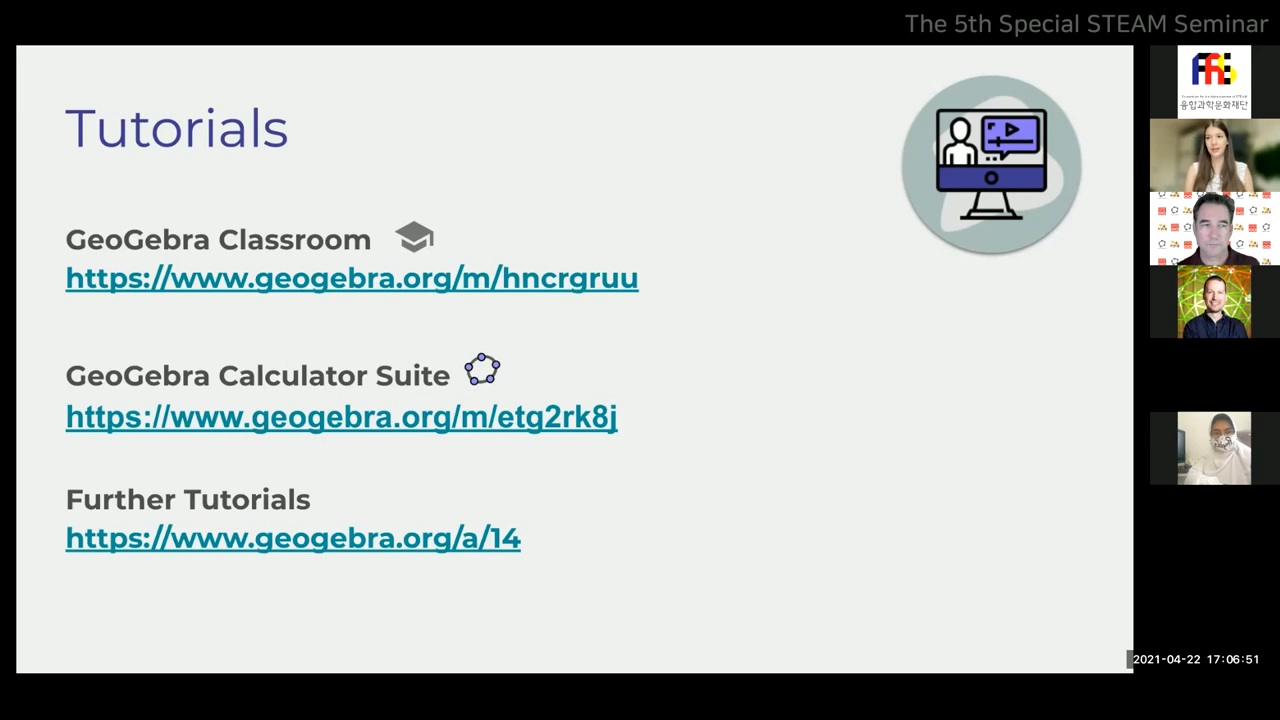 The 5th Special STEAM Seminar
Tutorials
GeoGebra Classroom
https://www.geogebra.org/m/hncrgruu
GeoGebra Calculator Suite
https://www.geogebra.org/m/etg2rk8j
Further Tutorials
https://www.geogebra.org/a/14
융합과학문화재단
2021-04-22 17:06:51